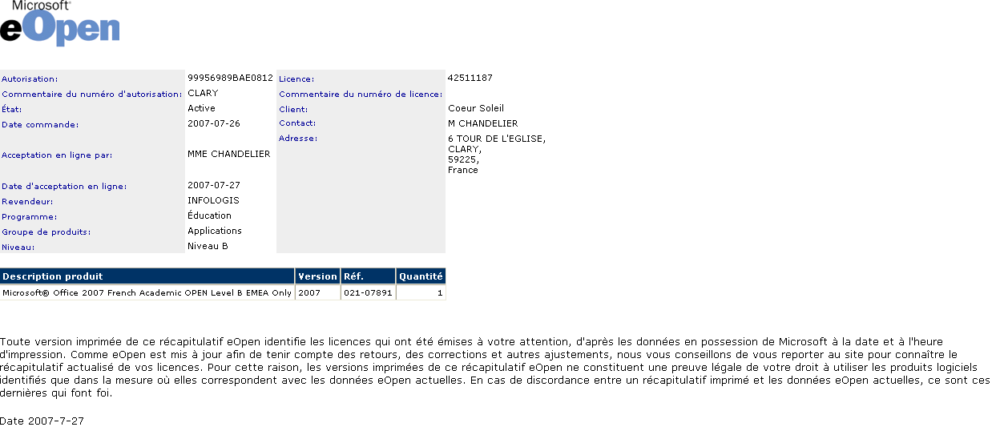 Microsoft®
eOpen
Autorisation: 99956989BAE0812 Licence: 42511187
Commentaire du numéro d'autorisation: CLARY Commentaire du numéro de licence:
État: Active Client: Coeur Soleil
Date commande: 2007-07-26 Contact: M CHANDELIER
Acceptation en ligne par: MME CHANDELIER Adresse: 6 TOUR DE L'EGLISE,
CLARY,
59225,
France
Date d'acceptation en ligne: 2007-07-27
Revendeur: INFOLOGIS
Programme: Éducation
Groupe de produits: Applications
Niveau: Niveau B
Description produit Version Réf. Quantité
Microsoft® Office 2007 French Academic OPEN Level B EMEA Only 2007 021-07891 1
Toute version imprimée de ce récapitulatif eOpen identifie les licences qui ont été émises à votre attention, d'après les données en possession de Microsoft à la date et à l'heure
d'impression. Comme eOpen est mis à jour afin de tenir compte des retours, des corrections et autres ajustements, nous vous conseillons de vous reporter au site pour connaître le
récapitulatif actualisé de vos licences. Pour cette raison, les versions imprimées de ce récapitulatif eOpen ne constituent une preuve légale de votre droit à utiliser les produits logiciels
identifiés que dans la mesure où elles correspondent avec les données eOpen actuelles. En cas de discordance entre un récapitulatif imprimé et les données eOpen actuelles, ce sont ces
dernières qui font foi.
Date 2007-7-27